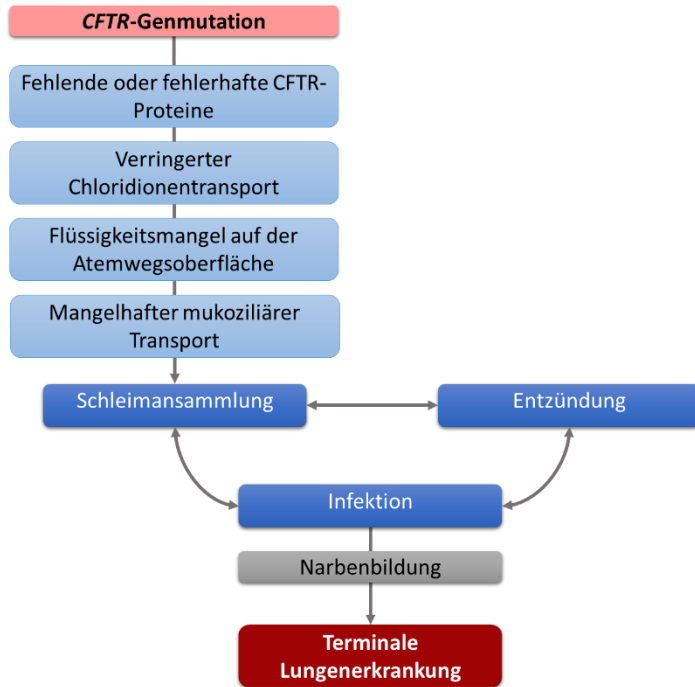 CFTR-Genmutation
Fehlende oder fehlerhafte CFTR-
Proteine
Verringerter
Chloridionentransport
Flüssigkeitsmangel auf der
Atemwegsoberfläche
Mangelhafter mukoziliärer
Transport
Schleimansammlung
Entzündung
Infektion
Narbenbildung
Terminale
Lungenerkrankung